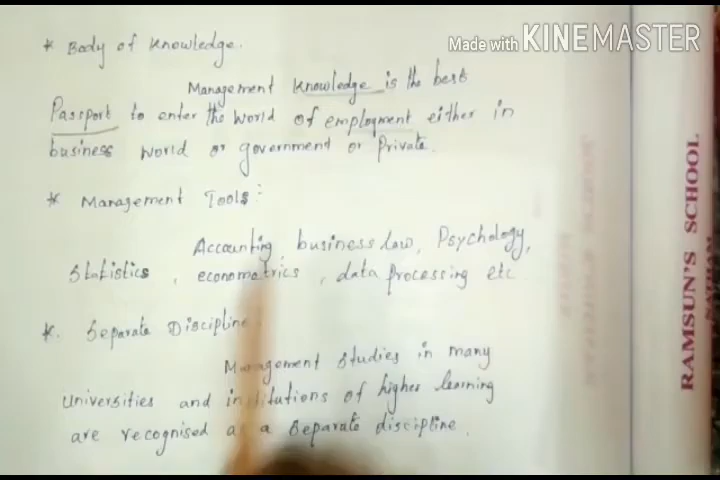 Made with KINEMASTER
* Body of Knowledge.
Management Knowledge is the best
Passport to enter the World of employment either in
business World or government or Private.
* Management Tools:
Accounting, business law, Psychology,
Statistics, econometrics, data processing etc
*. Separate Discipline:
Management Studies in many
Universities and institutions of higher learning
are recognised as a Separate discipline.
RAMSUN'S SCHOOL
NATHAM